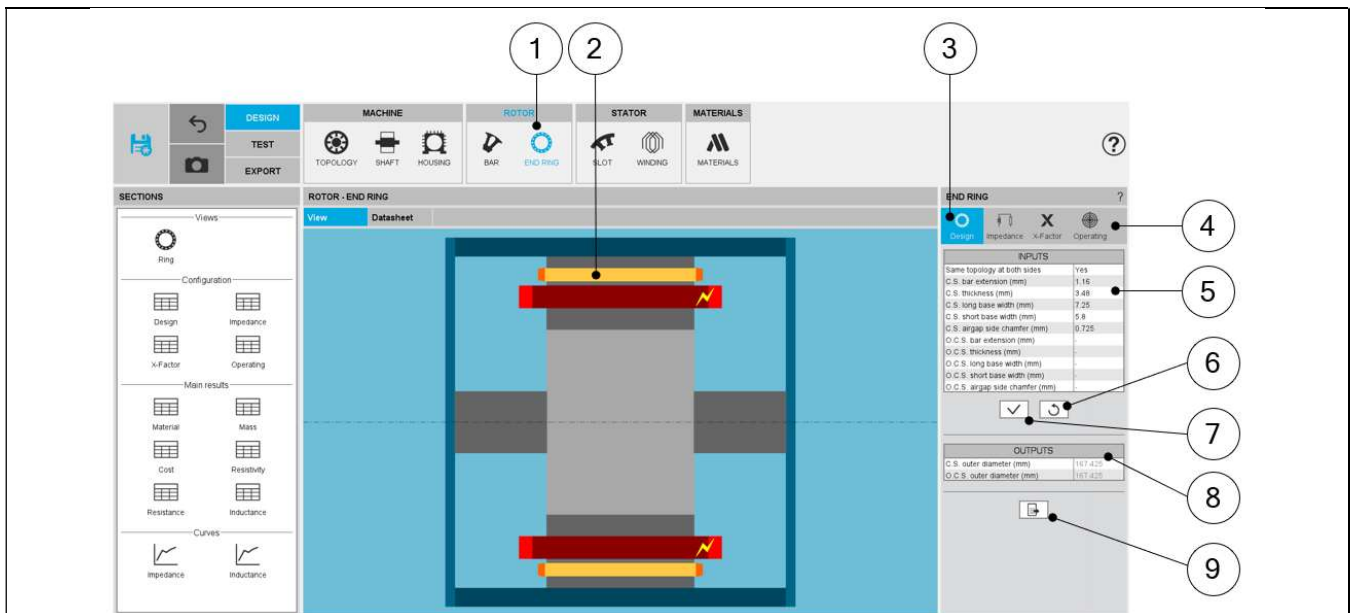 1 2 3
DESIGN MACHINE ROTOR STATOR MATERIALS
TEST
EXPORT
TOPOLOGY SHAFT HOUSING BAR END RING SLOT WINDING MATERIALS
?
SECTIONS ROTOR - END RING END RING ?
View Datasheet
Views
Ring
Configuration
Design Impedance
X-Factor Operating
Main results
Material Mass
Cost Resistivity
Resistance Inductance
Curves
Impedance Inductance
Design Impedance X-Factor Operating
4
INPUTS
Same topology at both sides Yes
C.S. bar extension (mm) 1.16
C.S. thickness (mm) 3.48
C.S. long base width (mm) 7.25
C.S. short base width (mm) 5.8
C.S. airgap side chamfer (mm) 0.725
O.C.S. bar extension (mm) -
O.C.S. thickness (mm) -
O.C.S. long base width (mm) -
O.C.S. short base width (mm) -
O.C.S. airgap side chamfer (mm) -
5
6
7
OUTPUTS
C.S. outer diameter (mm) 167.425
O.C.S. outer diameter (mm) 167.425
8
9